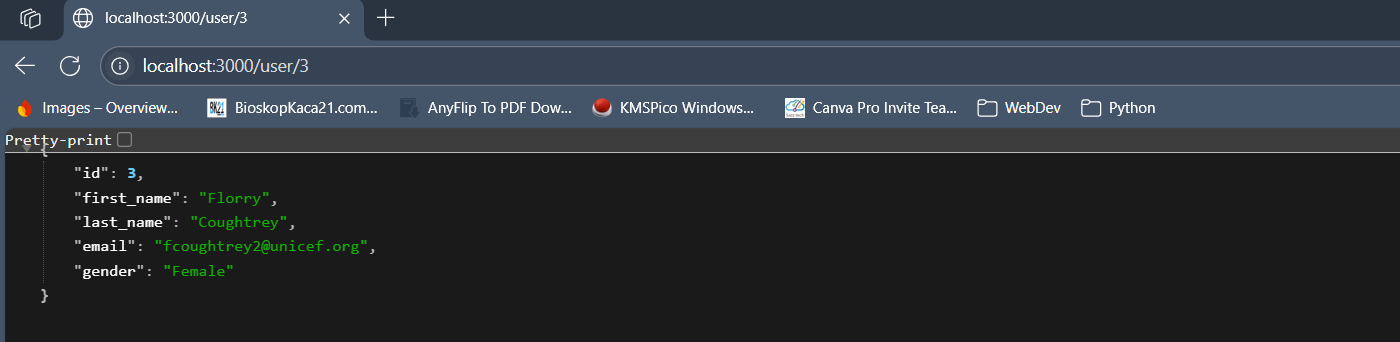 localhost:3000/user/3
localhost:3000/user/3
Images – Overview... BK21 BioskopKaca21.com... AnyFlip To PDF Dow... KMSPico Windows... Canva Pro Invite Tea... WebDev Python
Pretty-print
{
"id": 3,
"first_name": "Florry",
"last_name": "Coughtrey",
"email": "fcoughtrey2@unicef.org",
"gender": "Female"
}